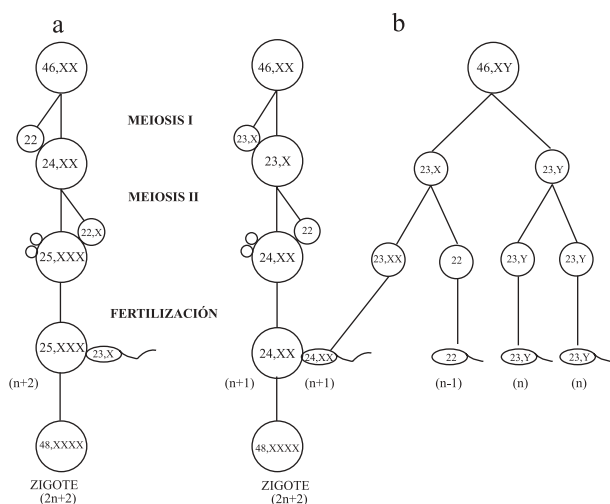 a
b
46,XX
46,XX
46,XY
MEIOSIS I
22
23,X
24,XX
23,X
23,X
23,Y
MEIOSIS II
22,X
22
25,XXX
24,XX
23,XX
22
23,Y
23,Y
FERTILIZACIÓN
25,XXX
23,X
24,XX
24,XX
22
23,Y
23,Y
(n+2)
(n+1)
(n+1)
(n-1)
(n)
(n)
48,XXXX
48,XXXX
ZIGOTE
(2n+2)
ZIGOTE
(2n+2)